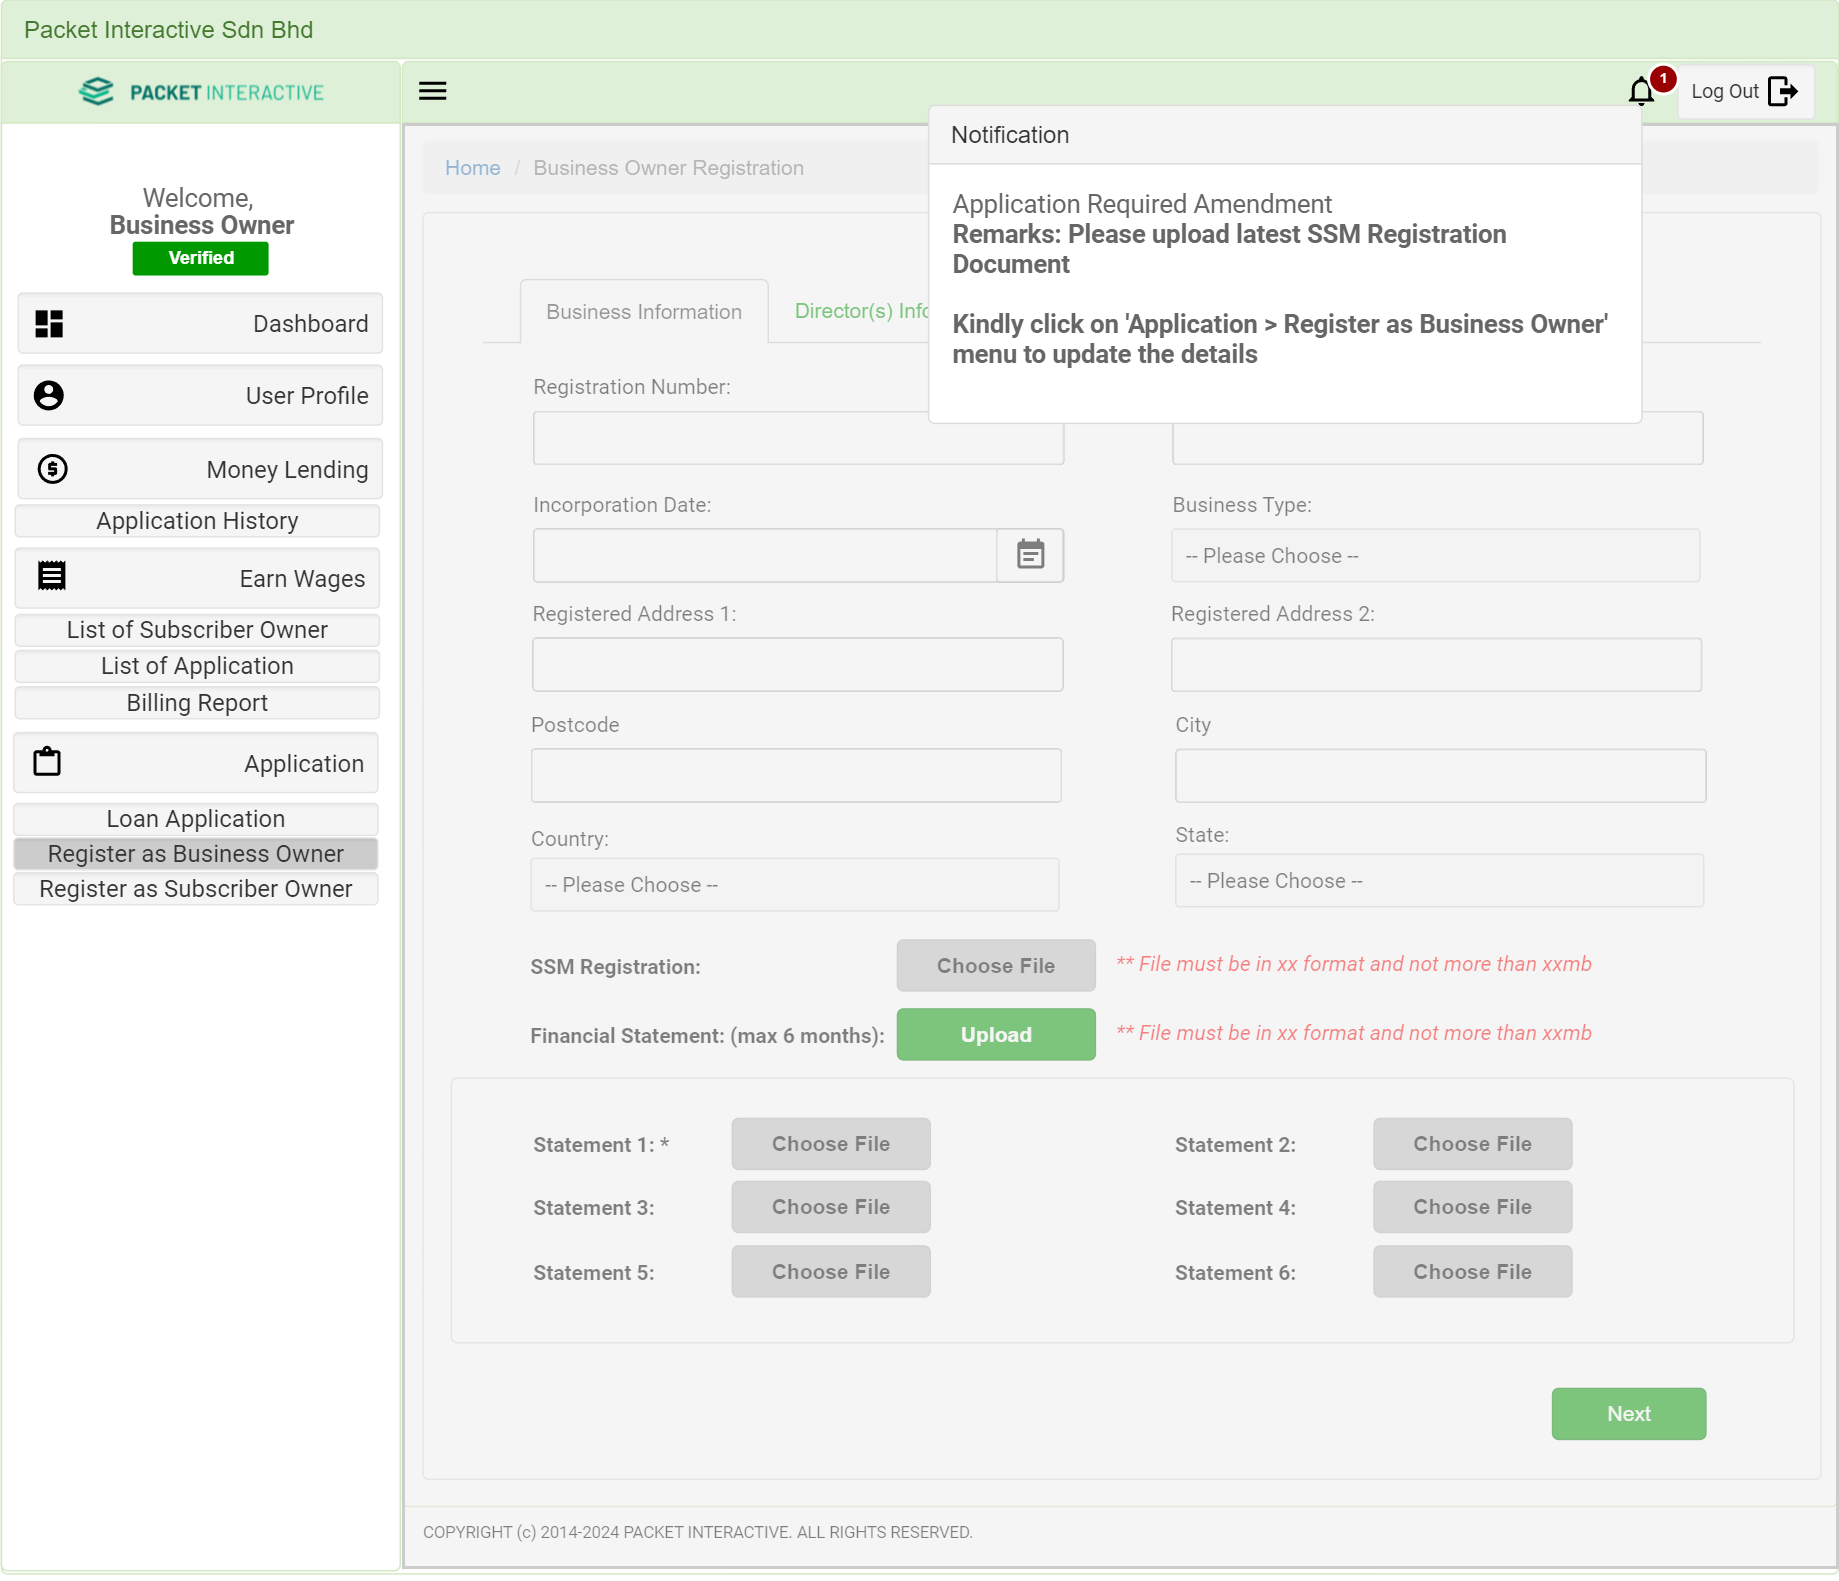 Packet Interactive Sdn Bhd
PACKET INTERACTIVE
1
Log Out
Welcome,
Business Owner
Verified
Dashboard
User Profile
Money Lending
Application History
Earn Wages
List of Subscriber Owner
List of Application
Billing Report
Application
Loan Application
Register as Business Owner
Register as Subscriber Owner
Notification
Application Required Amendment
Remarks: Please upload latest SSM Registration
Document
Kindly click on 'Application > Register as Business Owner'
menu to update the details
Home / Business Owner Registration
Business Information
Director(s) Info
Registration Number:
Incorporation Date:
Business Type:
-- Please Choose --
Registered Address 1:
Registered Address 2:
Postcode
City
Country:
State:
-- Please Choose --
-- Please Choose --
SSM Registration:
Choose File
** File must be in xx format and not more than xxmb
Financial Statement: (max 6 months):
Upload
** File must be in xx format and not more than xxmb
Statement 1: *
Choose File
Statement 2:
Choose File
Statement 3:
Choose File
Statement 4:
Choose File
Statement 5:
Choose File
Statement 6:
Choose File
Next
COPYRIGHT (c) 2014-2024 PACKET INTERACTIVE. ALL RIGHTS RESERVED.